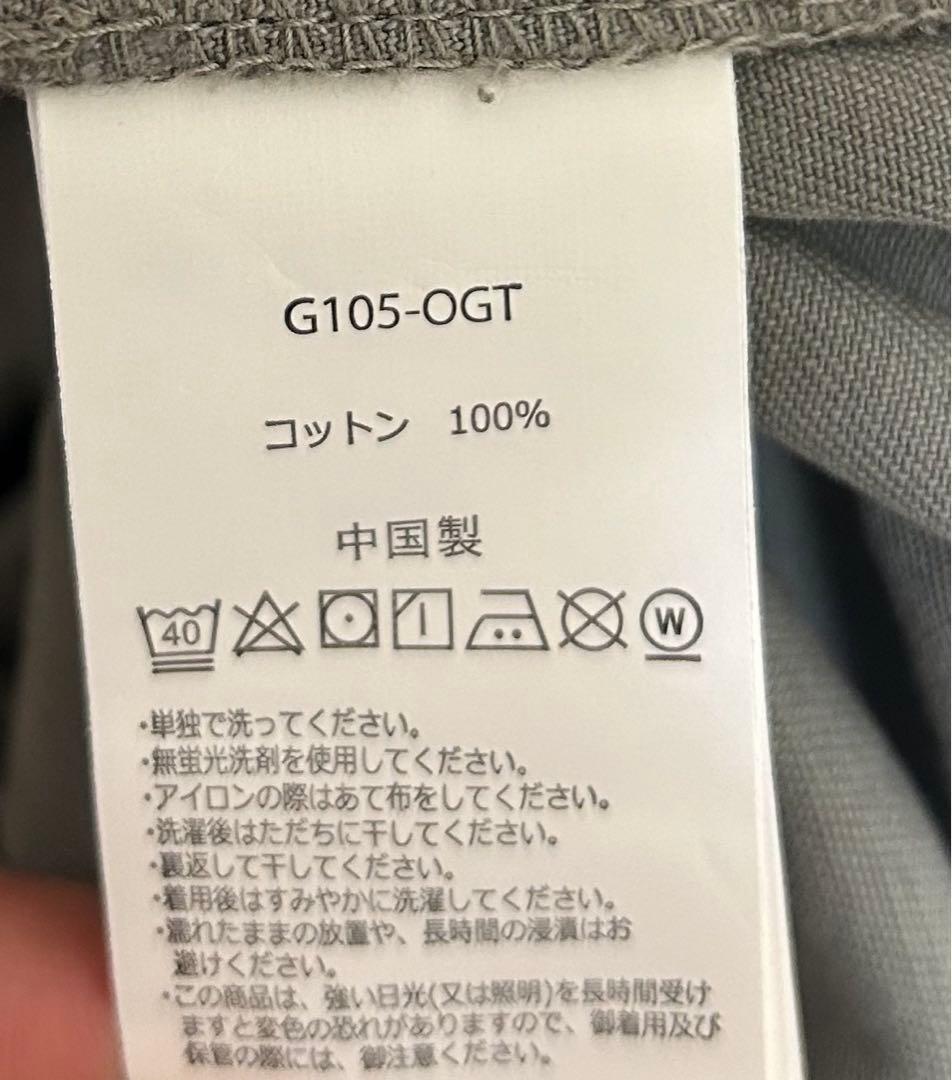 G105-OGT
コットン 100%
中国製
40 W
・単独で洗ってください。
・無蛍光洗剤を使用してください。
・アイロンの際はあて布をしてください。
・洗濯後はただちに干してください。
・裏返して干してください。
・着用後はすみやかに洗濯してください。
・濡れたままの放置や、長時間の浸漬はお
避けください。
・この商品は、強い日光(又は照明)を長時間受け
ますと変色の恐れがありますので、御着用及び
保管の際には、御注意ください。